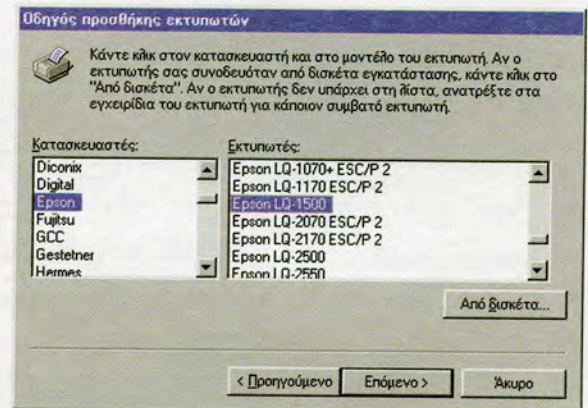 Οδηγός προσθήκης εκτυπωτών
Κάντε κλικ στον κατασκευαστή και στο μοντέλο του εκτυπωτή. Αν ο
εκτυπωτής σας συνοδευόταν από δισκέτα εγκατάστασης, κάντε κλικ στο
"Από δισκέτα". Αν ο εκτυπωτής δεν υπάρχει στη λίστα, ανατρέξτε στα
εγχειρίδια του εκτυπωτή για κάποιον συμβατό εκτυπωτή.
Κατασκευαστές:
Diconix
Digital
Epson
Fujitsu
GCC
Gestetner
Hermes
Εκτυπωτές:
Epson LQ-1070+ ESC/P 2
Epson LQ-1170 ESC/P 2
Epson LQ-1500
Epson LQ-2070 ESC/P 2
Epson LQ-2170 ESC/P 2
Epson LQ-2500
Epson LQ-2550
Από δισκέτα...
< Προηγούμενο
Επόμενο >
Άκυρο